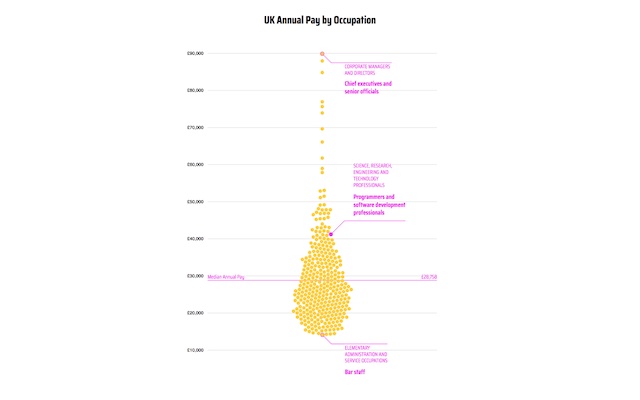 UK Annual Pay by Occupation
£90,000
CORPORATE MANAGERS
AND DIRECTORS
Chief executives and
senior officials
£80,000
£70,000
£60,000
SCIENCE, RESEARCH,
ENGINEERING AND
TECHNOLOGY
PROFESSIONALS
Programmers and
software development
professionals
£50,000
£40,000
£30,000
Median Annual Pay
£28,758
£20,000
£10,000
ELEMENTARY
ADMINISTRATION AND
SERVICE OCCUPATIONS
Bar staff